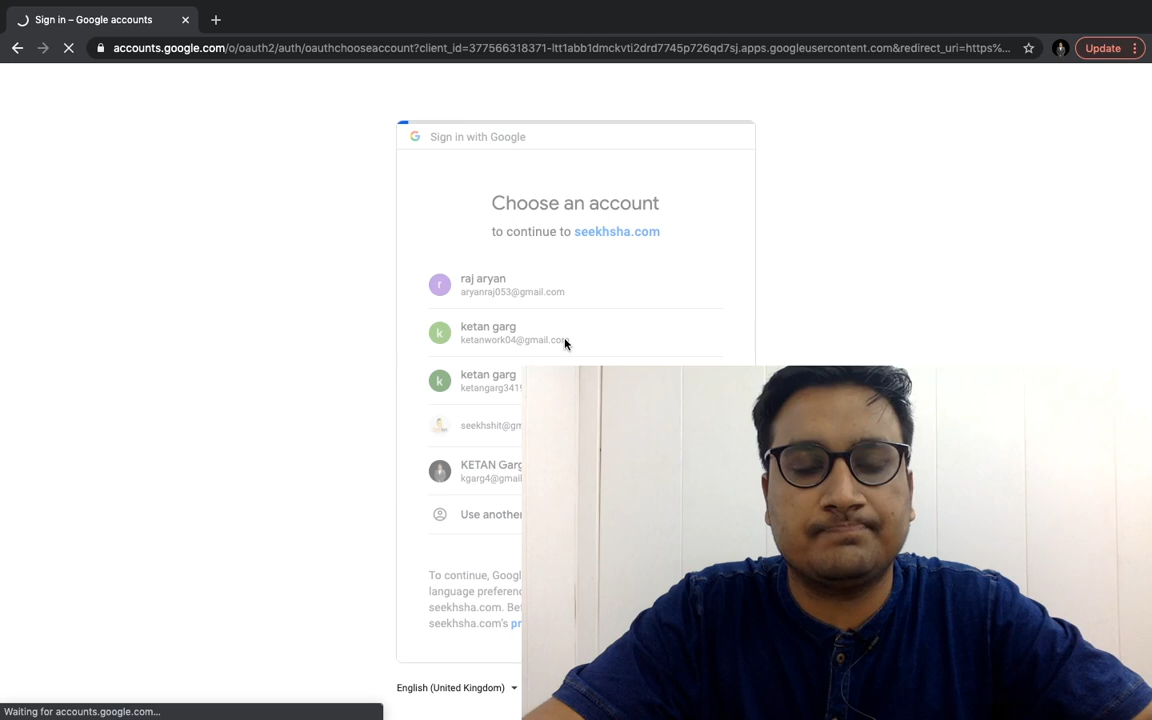 Sign in – Google accounts
accounts.google.com/o/oauth2/auth/oauthchooseaccount?client_id=377566318371-ltt1abb1dmckvti2drd7745p726qd7sj.apps.googleusercontent.com&redirect_uri=https%...
Update
G Sign in with Google
Choose an account
to continue to seekhsha.com
r
raj aryan
aryanraj053@gmail.com
k
ketan garg
ketanwork04@gmail.com
k
ketan garg
ketangarg3419
seekhshit@gm
KETAN Garg
kgarg4@gmail
Use another
To continue, Googl
language preferenc
seekhsha.com. Bef
seekhsha.com's pr
English (United Kingdom)
Waiting for accounts.google.com...